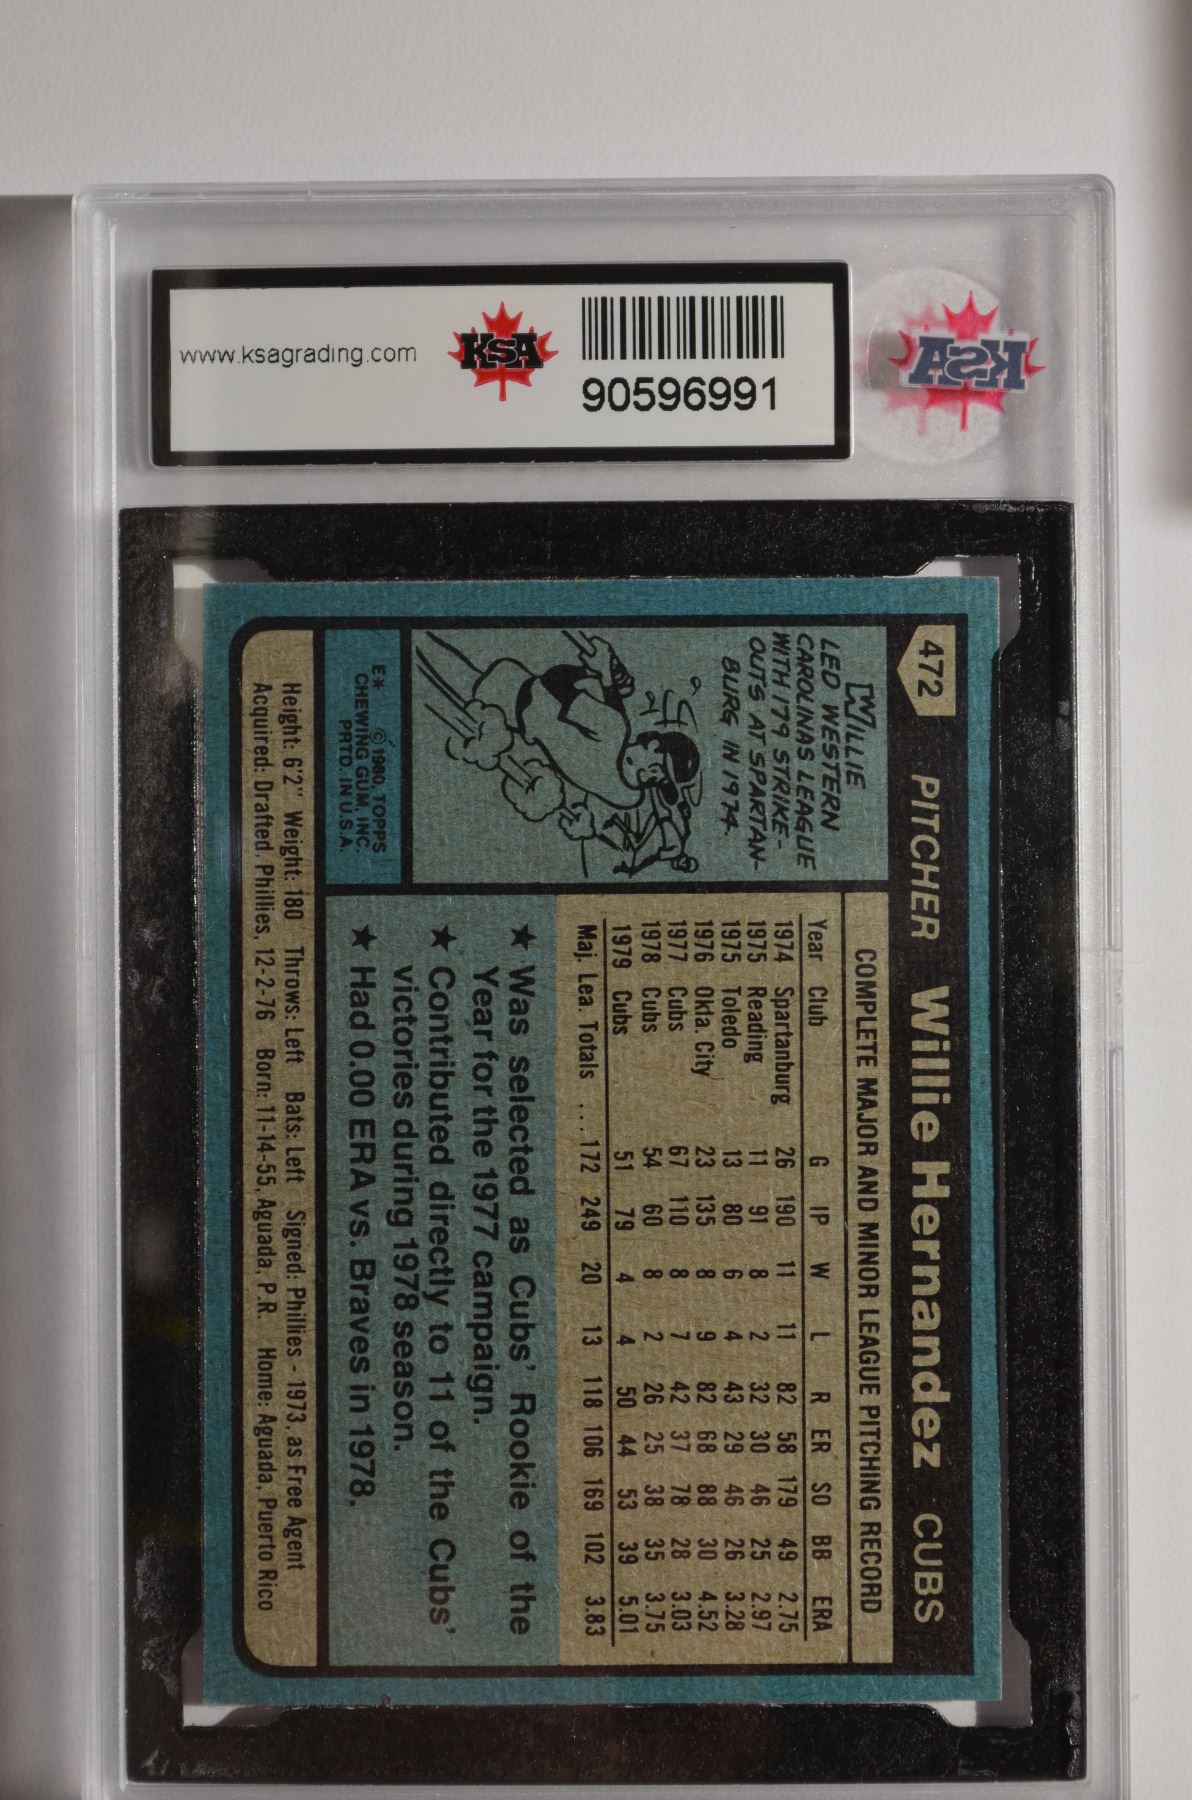 www.ksagrading.com
KSA
90596991
KSA
472
PITCHER Willie Hernandez CUBS
WILLIE
LED WESTERN
CAROLINAS LEAGUE
WITH 179 STRIKE-
OUTS AT SPARTAN-
BURG IN 1974.
E* © 1980, TOPPS
CHEWING GUM, INC.
PRTD. IN U.S.A.
COMPLETE MAJOR AND MINOR LEAGUE PITCHING RECORD
Year Club G IP W L R ER SO BB ERA
1974 Spartanburg 26 190 11 11 82 58 179 49 2.75
1975 Reading 11 91 8 2 32 30 46 25 2.97
1975 Toledo 13 80 6 4 43 29 46 26 3.28
1976 Okla. City 23 135 8 9 82 68 88 30 4.52
1977 Cubs 67 110 8 7 42 37 78 28 3.03
1978 Cubs 54 60 8 2 26 25 38 35 3.75
1979 Cubs 51 79 4 4 50 44 53 39 5.01
Maj. Lea. Totals ... 172 249 20 13 118 106 169 102 3.83
★ Was selected as Cubs' Rookie of the
Year for the 1977 campaign.
★ Contributed directly to 11 of the Cubs'
victories during 1978 season.
★ Had 0.00 ERA vs. Braves in 1978.
Height: 6'2" Weight: 180 Throws: Left Bats: Left Signed: Phillies - 1973, as Free Agent
Acquired: Drafted, Phillies, 12-2-76 Born: 11-14-55, Aguada, P.R. Home: Aguada, Puerto Rico